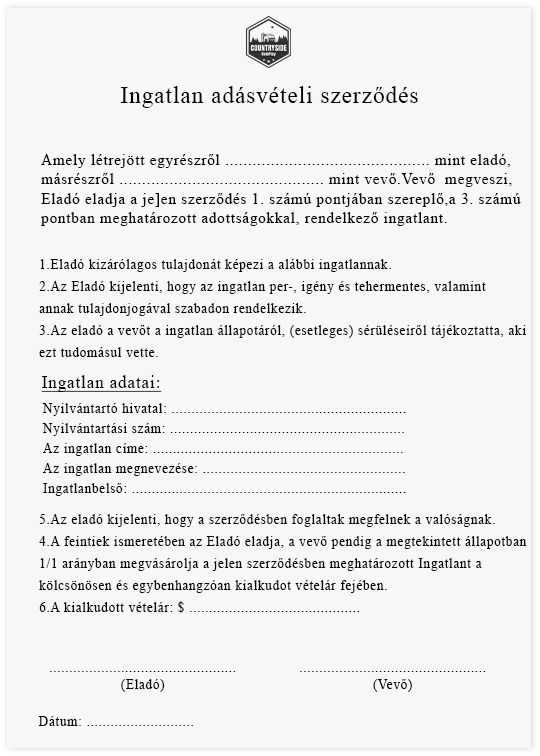 COUNTRYSIDE
RolePlay
Ingatlan adásvételi szerződés
Amely létrejött egyrészről ............................................ mint eladó,
másrészről ............................................ mint vevő.Vevő megveszi,
Eladó eladja a je]en szerződés 1. számú pontjában szereplő,a 3. számú
pontban meghatározott adottságokkal, rendelkező ingatlant.
1.Eladó kizárólagos tulajdonát képezi a alábbi ingatlannak.
2.Az Eladó kijelenti, hogy az ingatlan per-, igény és tehermentes, valamint
annak tulajdonjogával szabadon rendelkezik.
3.Az eladó a vevőt a ingatlan állapotáról, (esetleges) sérüléseiről tájékoztatta, aki
ezt tudomásul vette.
Ingatlan adatai:
Nyilvántartó hivatal: ............................................................
Nyilvántartási szám: ............................................................
Az ingatlan címe: ................................................................
Az ingatlan megnevezése: ....................................................
Ingatlanbelső: ......................................................................
5.Az eladó kijelenti, hogy a szerződésben foglaltak megfelnek a valóságnak.
4.A feintiek ismeretében az Eladó eladja, a vevő pendig a megtekintett állapotban
1/1 arányban megvásárolja a jelen szerződésben meghatározott Ingatlant a
kölcsönösen és egybenhangzóan kialkudot vételár fejében.
6.A kialkudott vételár: $ ...........................................
................................................ ................................................
(Eladó) (Vevő)
Dátum: ...........................